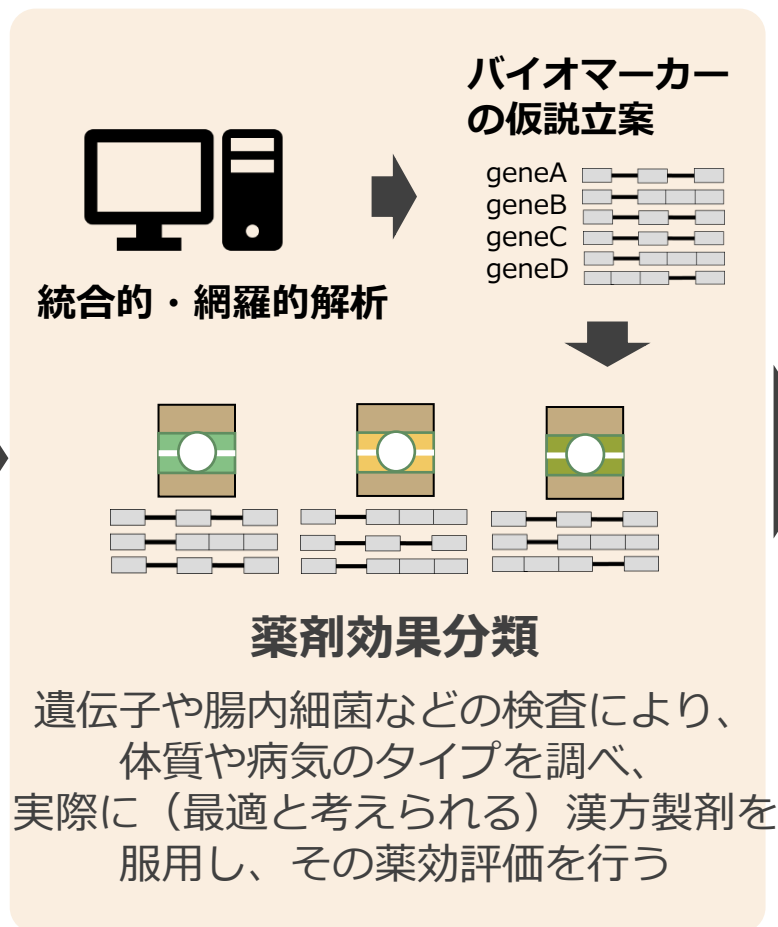 バイオマーカー
の仮説立案
geneA
geneB
geneC
geneD
統合的・網羅的解析
薬剤効果分類
遺伝子や腸内細菌などの検査により、
体質や病気のタイプを調べ、
実際に（最適と考えられる）漢方製剤を
服用し、その薬効評価を行う